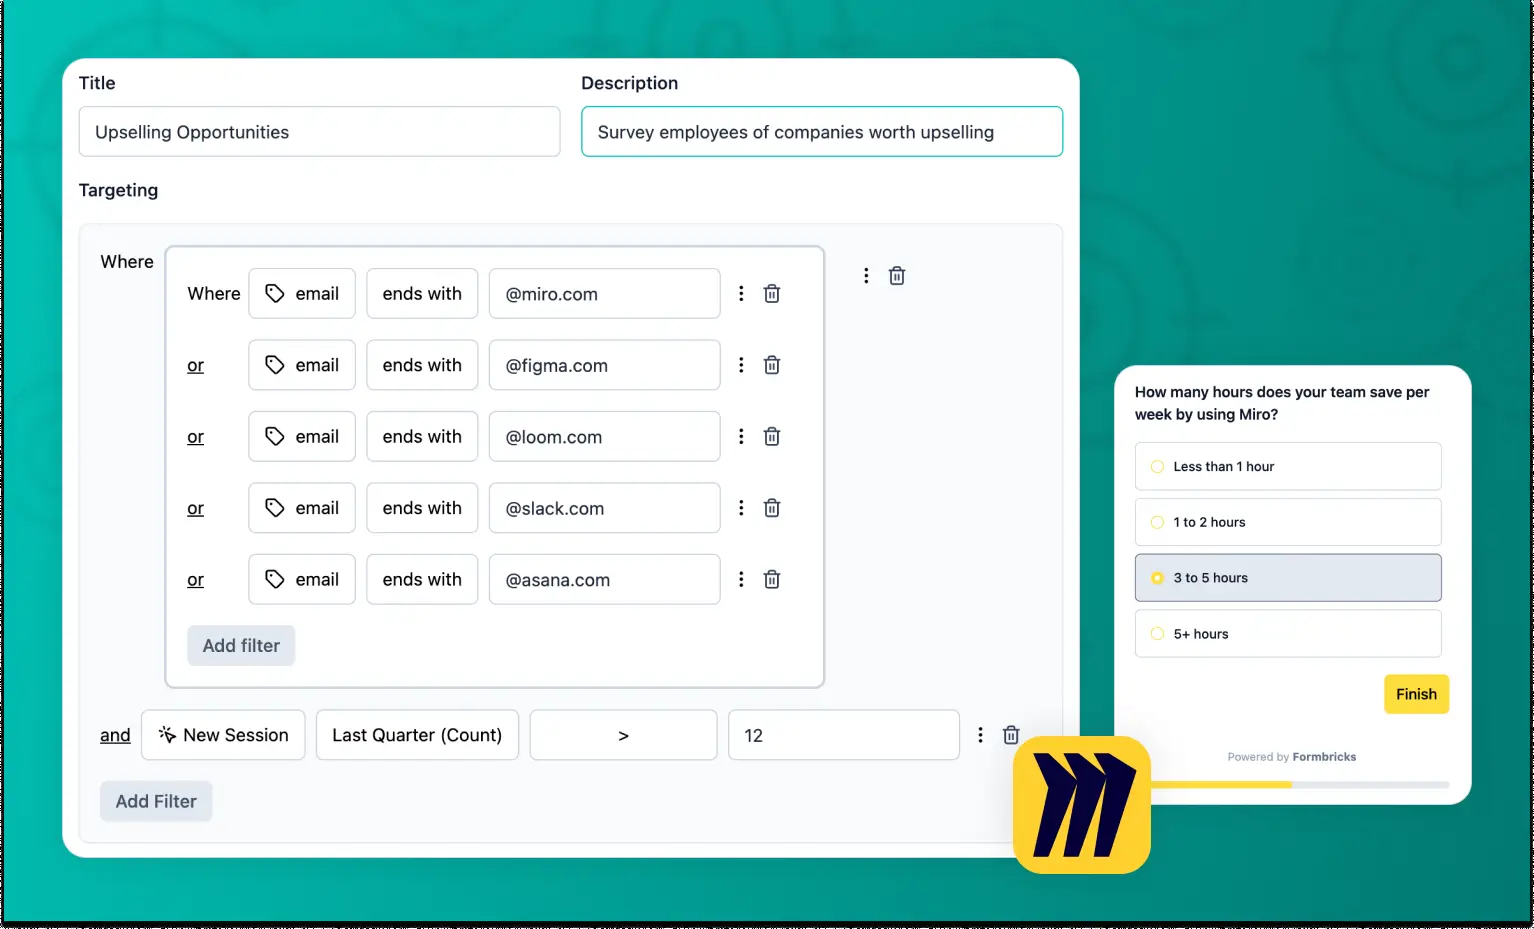 Title
Description
Upselling Opportunities
Survey employees of companies worth upselling
Targeting
Where
Where email ends with @miro.com
or email ends with @figma.com
or email ends with @loom.com
or email ends with @slack.com
or email ends with @asana.com
Add filter
and New Session Last Quarter (Count) > 12
Add Filter
How many hours does your team save per
week by using Miro?
Less than 1 hour
1 to 2 hours
3 to 5 hours
5+ hours
Finish
Powered by Formbricks